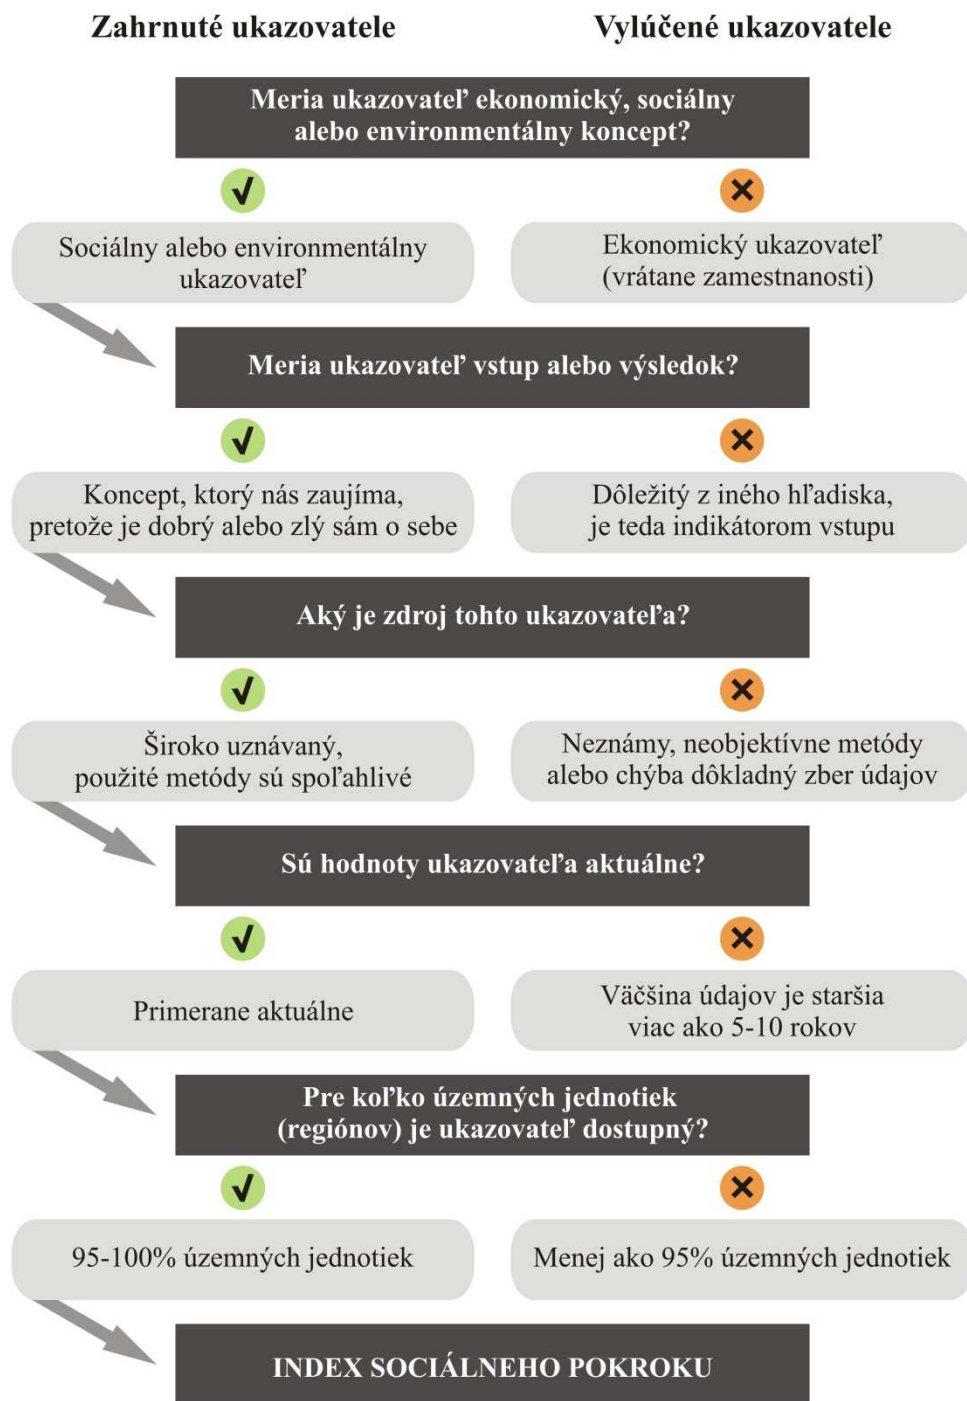 Zahrnuté ukazovatele
Vylúčené ukazovatele
Meria ukazovateľ ekonomický, sociálny
alebo environmentálny koncept?
Sociálny alebo environmentálny
ukazovateľ
Ekonomický ukazovateľ
(vrátane zamestnanosti)
Meria ukazovateľ vstup alebo výsledok?
Koncept, ktorý nás zaujíma,
pretože je dobrý alebo zlý sám o sebe
Dôležitý z iného hľadiska,
je teda indikátorom vstupu
Aký je zdroj tohto ukazovateľa?
Široko uznávaný,
použité metódy sú spoľahlivé
Neznámy, neobjektívne metódy
alebo chýba dôkladný zber údajov
Sú hodnoty ukazovateľa aktuálne?
Primerane aktuálne
Väčšina údajov je staršia
viac ako 5-10 rokov
Pre koľko územných jednotiek
(regiónov) je ukazovateľ dostupný?
95-100% územných jednotiek
Menej ako 95% územných jednotiek
INDEX SOCIÁLNEHO POKROKU